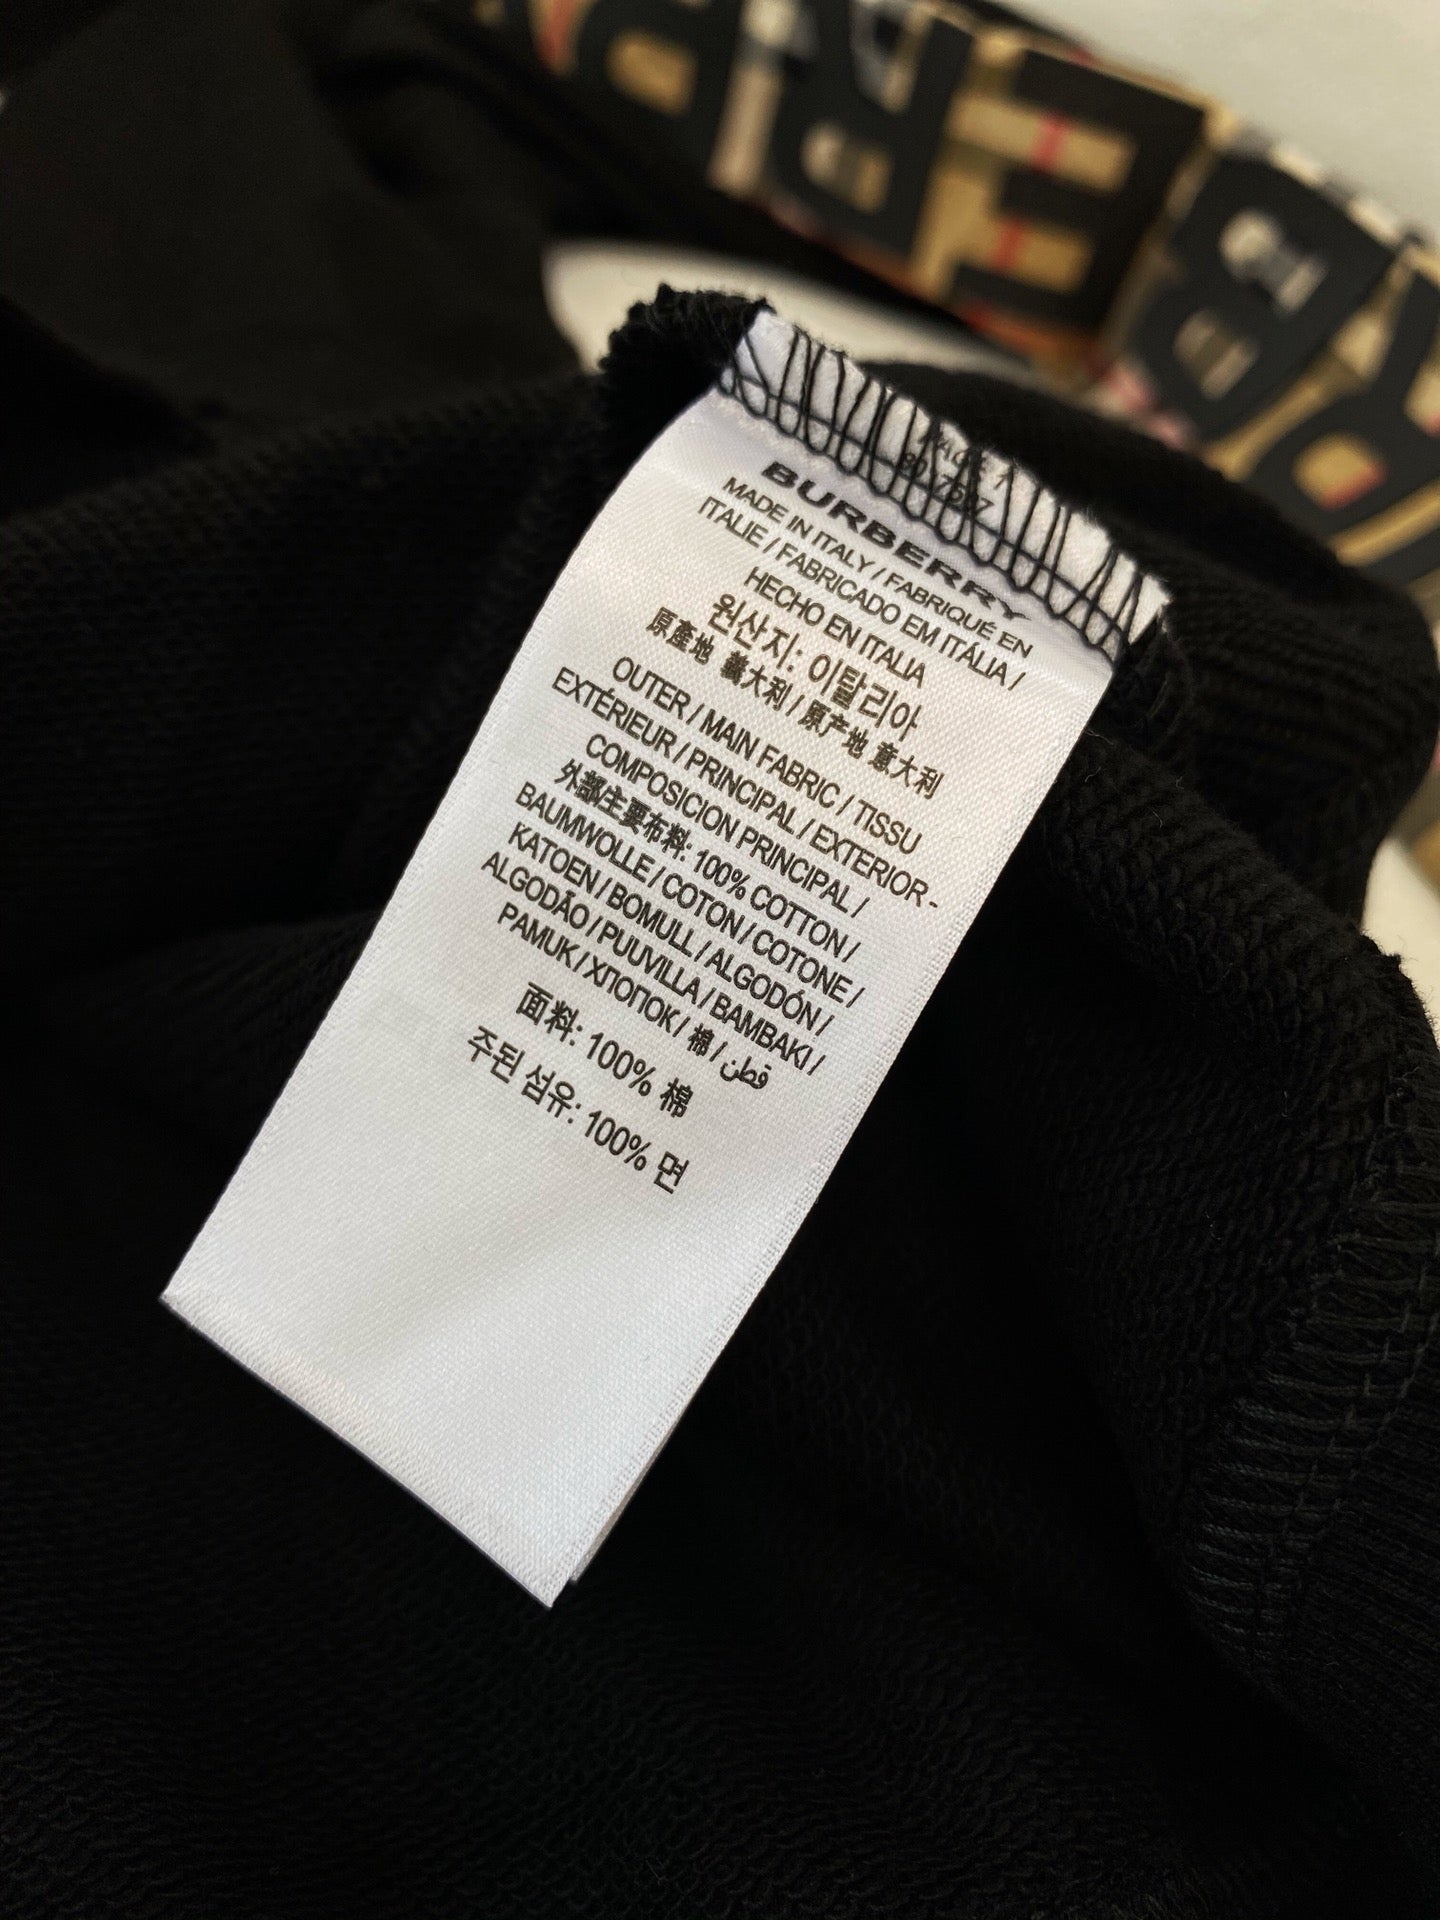 BURBERRY
MADE IN ITALY / FABRIQUÉ EN
ITALIE / FABRICADO EM ITÁLIA /
HECHO EN ITALIA
원산지: 이탈리아
原產地 義大利 / 原产地 意大利
OUTER / MAIN FABRIC / TISSU
EXTÉRIEUR / PRINCIPAL / EXTERIOR -
COMPOSICION PRINCIPAL /
外部主要布料: 100% COTTON /
BAUMWOLLE / COTON / COTONE /
KATOEN / BOMULL / ALGODÓN /
ALGODÃO / PUUVILLA / BAMBAKI /
PAMUK / ХЛОПОК / 棉 / قطن
面料: 100% 棉
주된 섬유: 100% 면